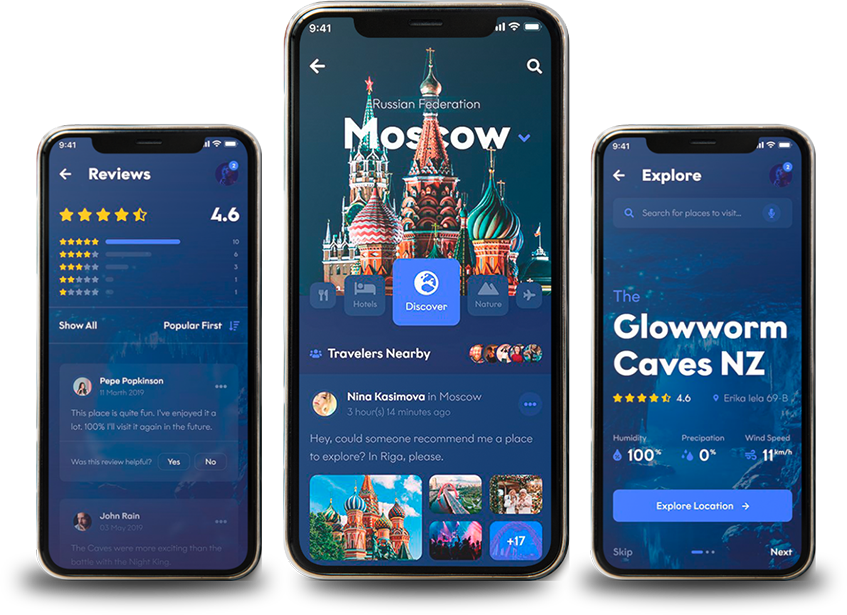 9:41
Reviews
2
4.6
10
6
3
1
1
Show All
Popular First
Pepe Popkinson
11 Marth 2019
This place is quite fun. I've enjoyed it a
lot. 100% I'll visit it again in the future.
Was this review helpful?
Yes
No
John Rain
03 May 2019
The Caves were more exciting than the
battle with the Night King.
9:41
Russian Federation
Moscow
Hotels
Discover
Nature
Travelers Nearby
Nina Kasimova in Moscow
3 hour(s) 14 minutes ago
Hey, could someone recommend me a place
to explore? In Riga, please.
+17
9:41
Explore
2
Search for places to visit...
The
Glowworm
Caves NZ
4.6
Erika Iela 69-B
Humidity
Precipation
Wind Speed
100%
0%
11km/h
Explore Location
Skip
Next